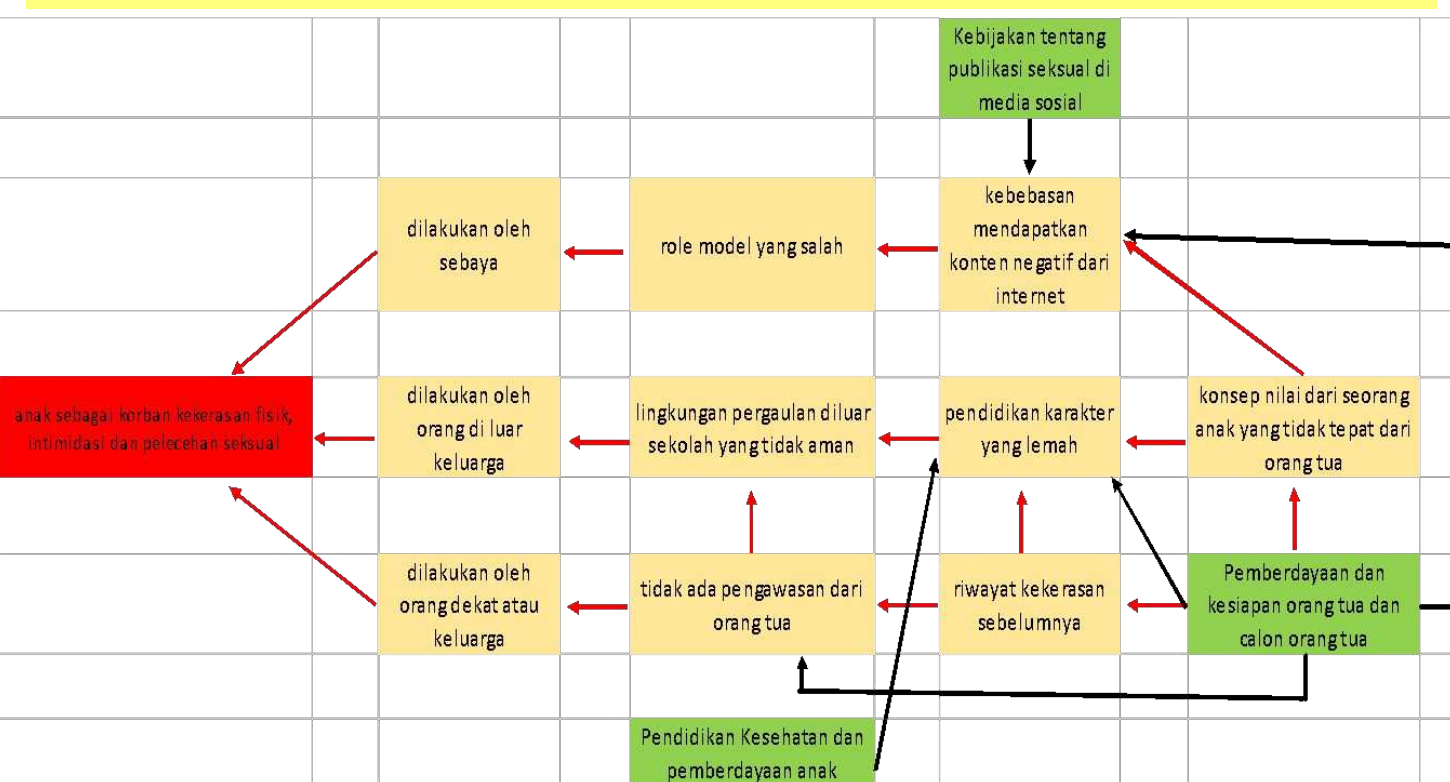 Kebijakan tentang
publikasi seksual di
media sosial
dilakukan oleh
sebaya
role model yang salah
kebebasan
mendapatkan
konten negatif dari
internet
anak sebagai korban kekerasan fisik,
intimidasi dan pelecehan seksual
dilakukan oleh
orang di luar
keluarga
lingkungan pergaulan diluar
sekolah yang tidak aman
pendidikan karakter
yang lemah
konsep nilai dari seorang
anak yang tidak tepat dari
orang tua
dilakukan oleh
orang dekat atau
keluarga
tidak ada pengawasan dari
orang tua
riwayat kekerasan
sebelumnya
Pemberdayaan dan
kesiapan orang tua dan
calon orang tua
Pendidikan Kesehatan dan
pemberdayaan anak